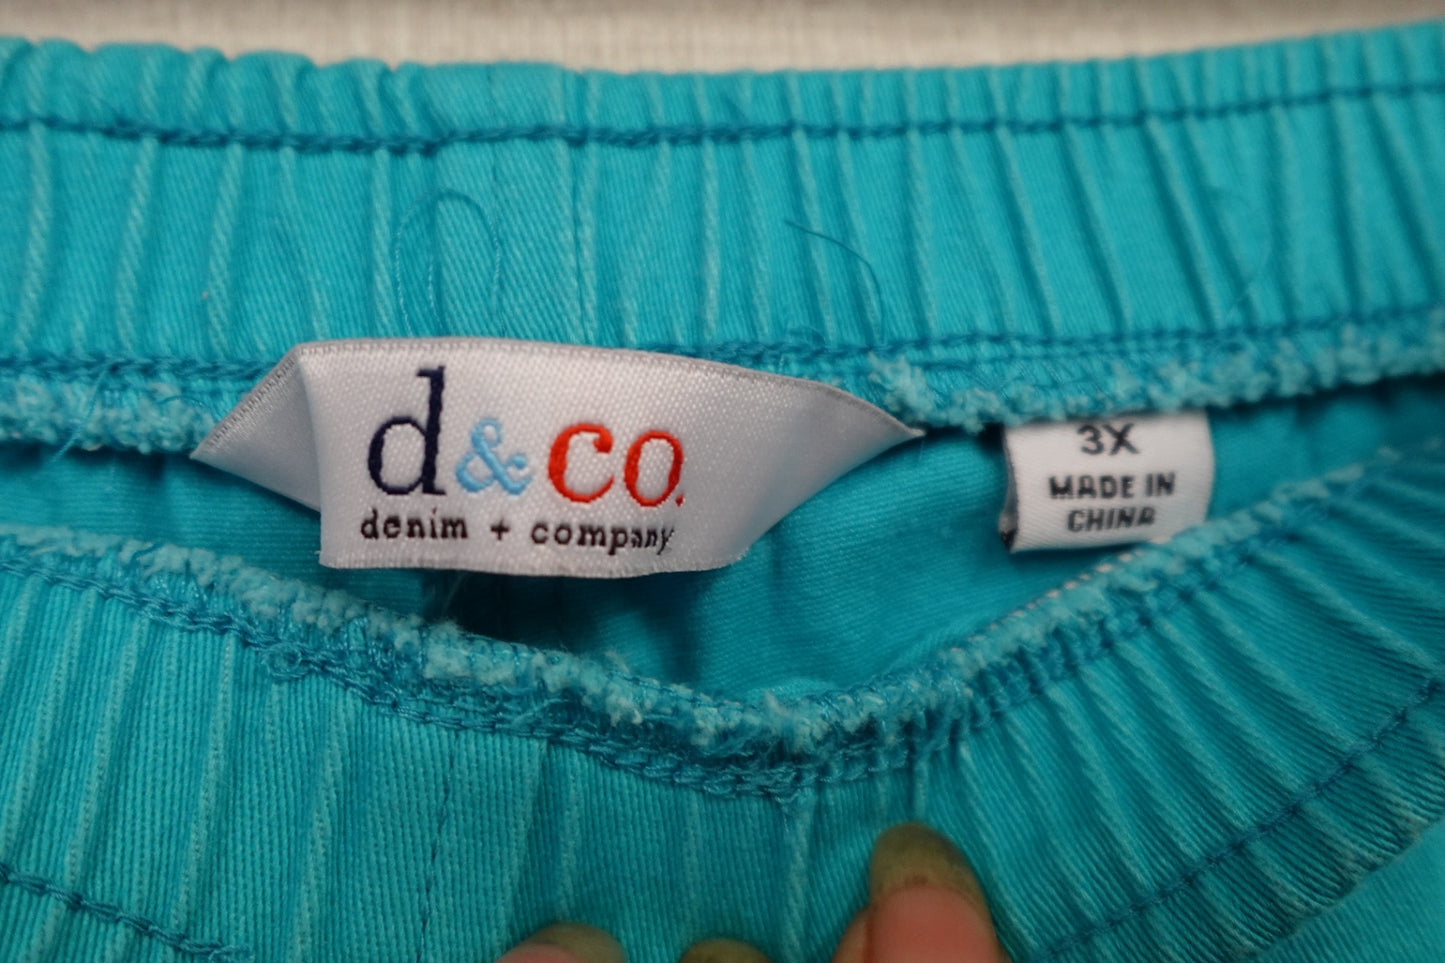 d&co.
denim + company
3X
MADE IN
CHINA